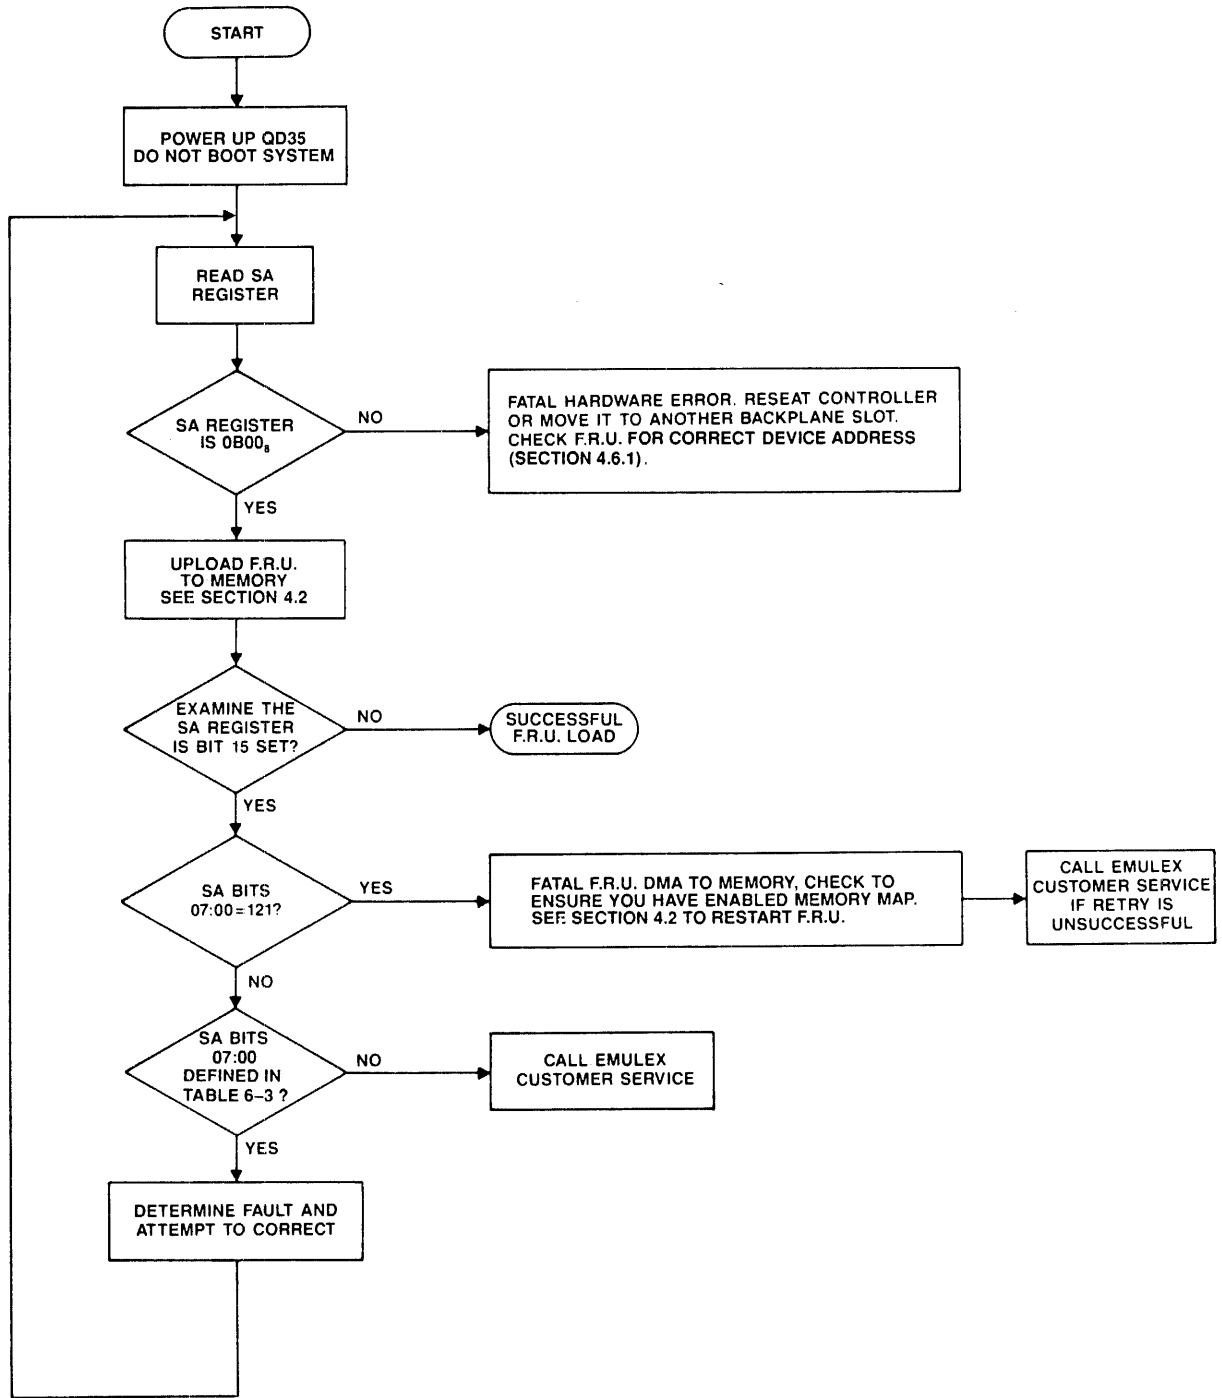 START
POWER UP QD35
DO NOT BOOT SYSTEM
READ SA
REGISTER
SA REGISTER
IS 0B00₈
NO
FATAL HARDWARE ERROR. RESEAT CONTROLLER
OR MOVE IT TO ANOTHER BACKPLANE SLOT.
CHECK F.R.U. FOR CORRECT DEVICE ADDRESS
(SECTION 4.6.1).
YES
UPLOAD F.R.U.
TO MEMORY
SEE SECTION 4.2
EXAMINE THE
SA REGISTER
IS BIT 15 SET?
NO
SUCCESSFUL
F.R.U. LOAD
YES
SA BITS
07:00=121?
YES
FATAL F.R.U. DMA TO MEMORY, CHECK TO
ENSURE YOU HAVE ENABLED MEMORY MAP.
SEE SECTION 4.2 TO RESTART F.R.U.
CALL EMULEX
CUSTOMER SERVICE
IF RETRY IS
UNSUCCESSFUL
NO
SA BITS
07:00
DEFINED IN
TABLE 6–3 ?
NO
CALL EMULEX
CUSTOMER SERVICE
YES
DETERMINE FAULT AND
ATTEMPT TO CORRECT